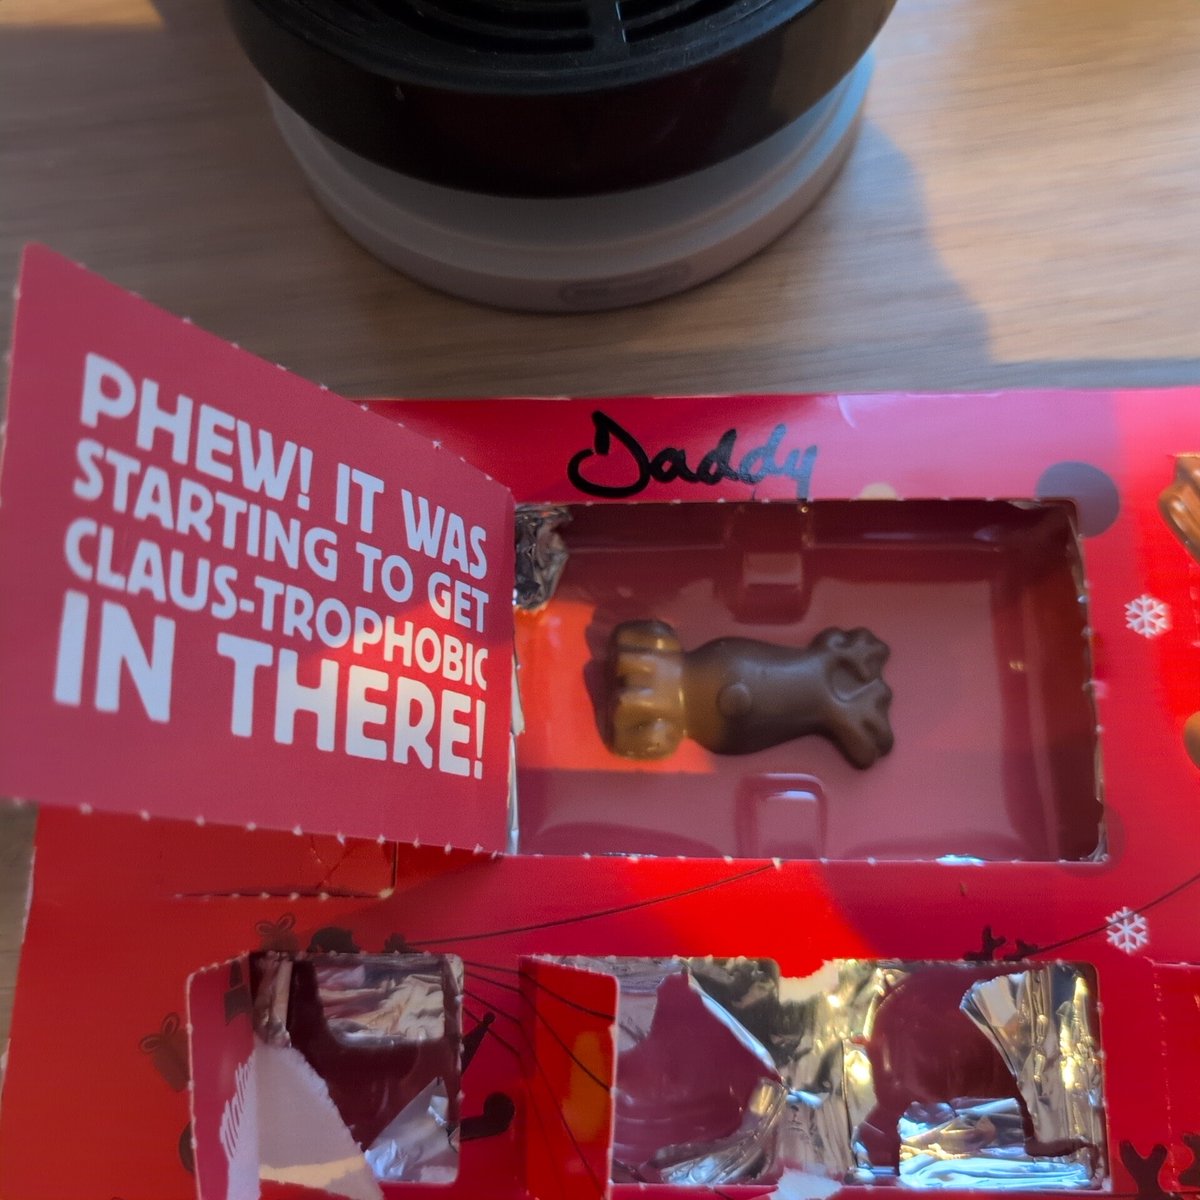 Daddy
PHEW! IT WAS
STARTING TO GET
CLAUS-TROPHOBIC
IN THERE!